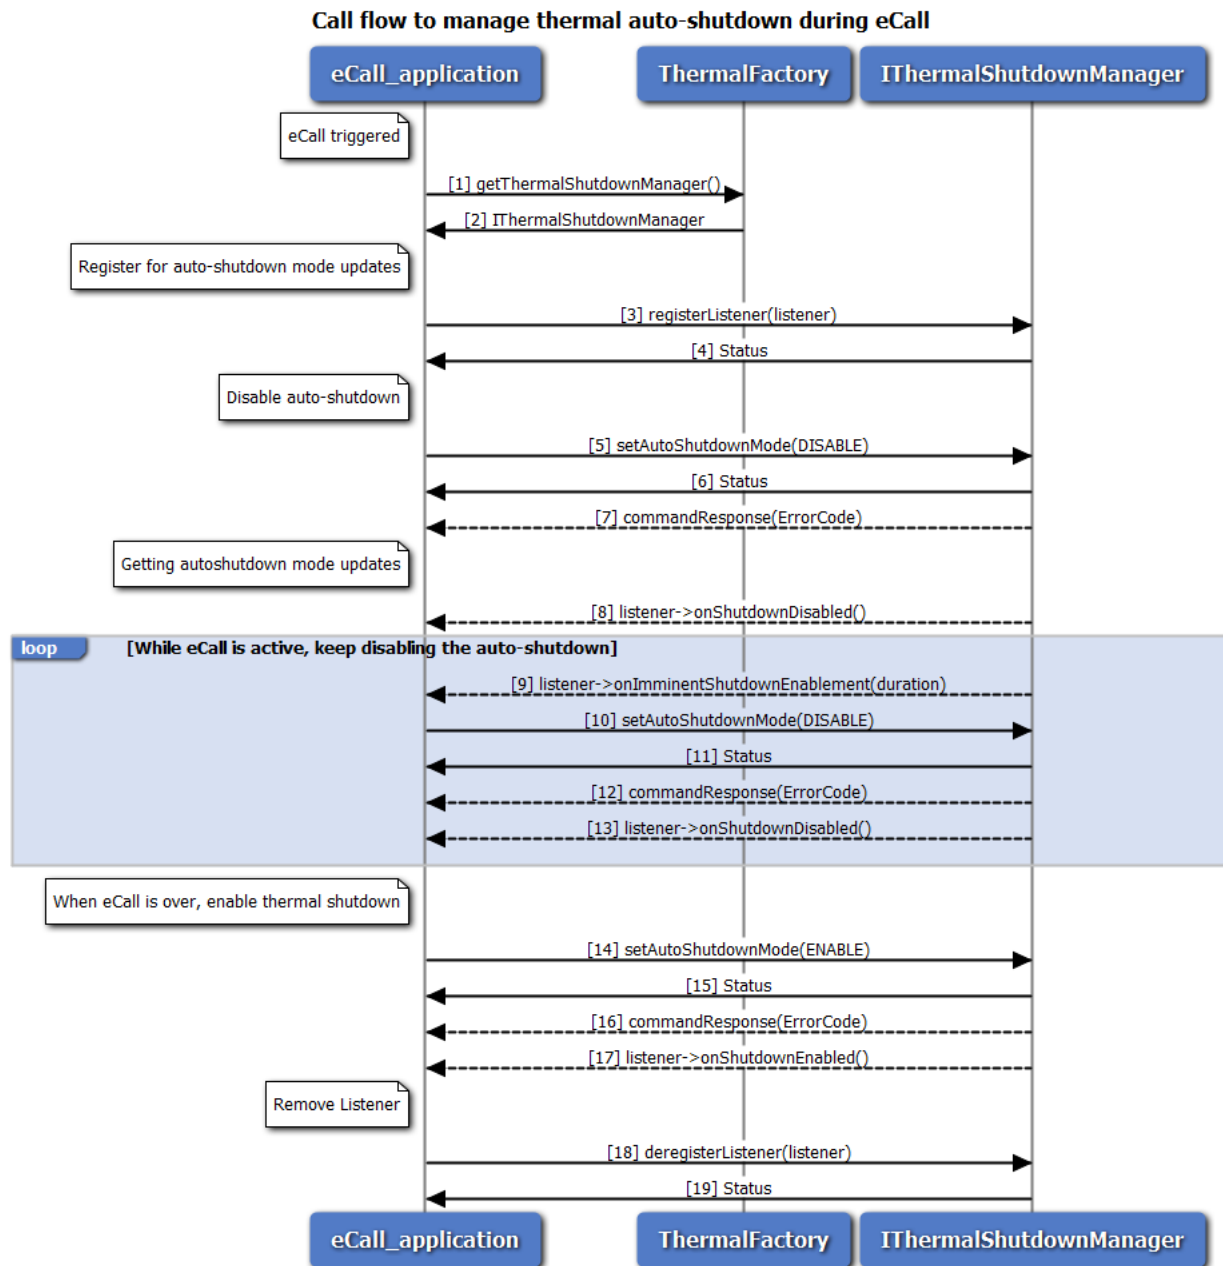 Call flow to manage thermal auto-shutdown during eCall
eCall_application
ThermalFactory
IThermalShutdownManager
eCall triggered
[1] getThermalShutdownManager()
[2] IThermalShutdownManager
Register for auto-shutdown mode updates
[3] registerListener(listener)
[4] Status
Disable auto-shutdown
[5] setAutoShutdownMode(DISABLE)
[6] Status
[7] commandResponse(ErrorCode)
Getting autoshutdown mode updates
[8] listener->onShutdownDisabled()
loop
[While eCall is active, keep disabling the auto-shutdown]
[9] listener->onImminentShutdownEnablement(duration)
[10] setAutoShutdownMode(DISABLE)
[11] Status
[12] commandResponse(ErrorCode)
[13] listener->onShutdownDisabled()
When eCall is over, enable thermal shutdown
[14] setAutoShutdownMode(ENABLE)
[15] Status
[16] commandResponse(ErrorCode)
[17] listener->onShutdownEnabled()
Remove Listener
[18] deregisterListener(listener)
[19] Status
eCall_application
ThermalFactory
IThermalShutdownManager